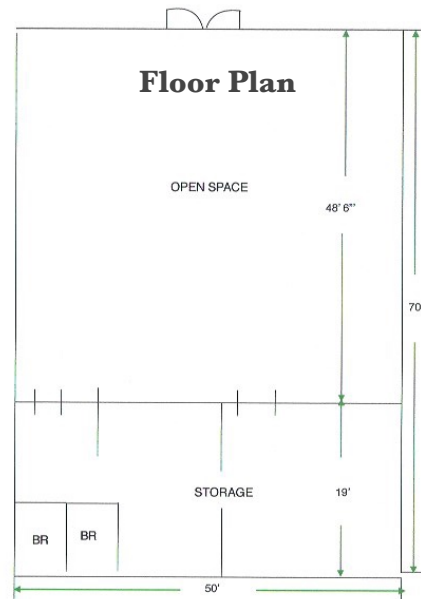 Floor Plan
OPEN SPACE
48' 6"'
70
STORAGE
19'
BR
BR
50'